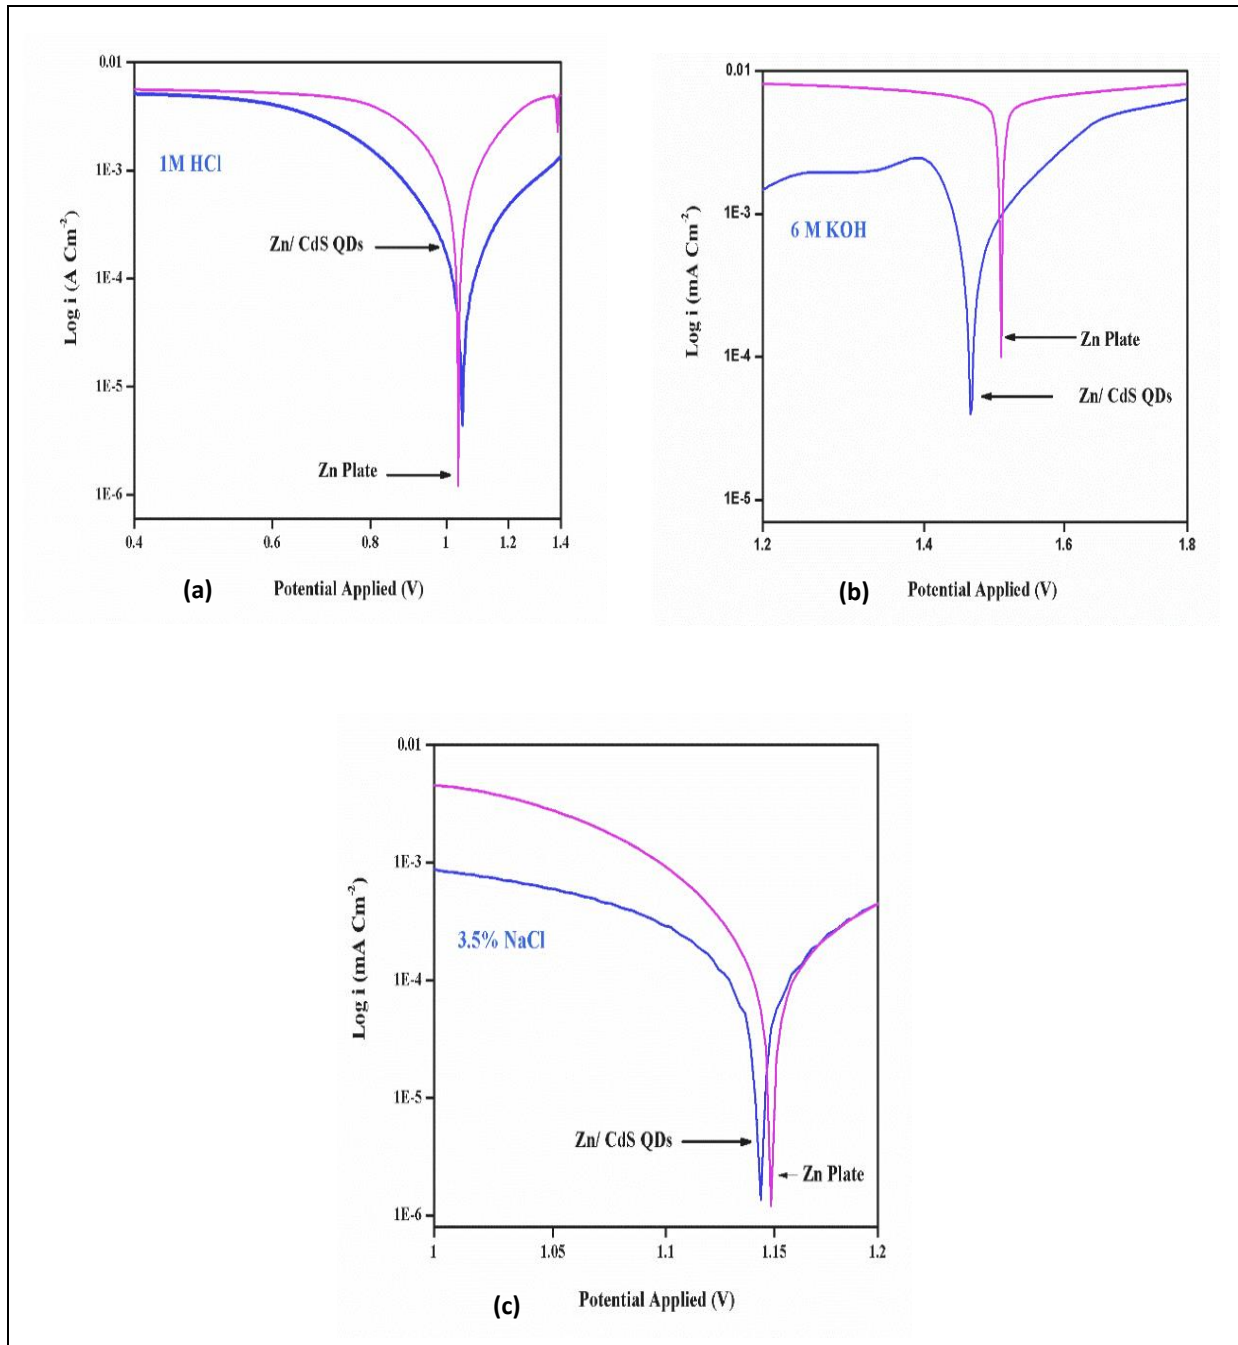 0.01
1E-3
1E-4
1E-5
1E-6
Log i (A Cm⁻²)
1M HCl
Zn/ CdS QDs
Zn Plate
0.4 0.6 0.8 1 1.2 1.4
(a) Potential Applied (V)
0.01
1E-3
1E-4
1E-5
Log i (mA Cm⁻²)
6 M KOH
Zn Plate
Zn/ CdS QDs
1.2 1.4 1.6 1.8
(b) Potential Applied (V)
0.01
1E-3
1E-4
1E-5
1E-6
Log i (mA Cm⁻²)
3.5% NaCl
Zn/ CdS QDs
Zn Plate
1 1.05 1.1 1.15 1.2
(c) Potential Applied (V)